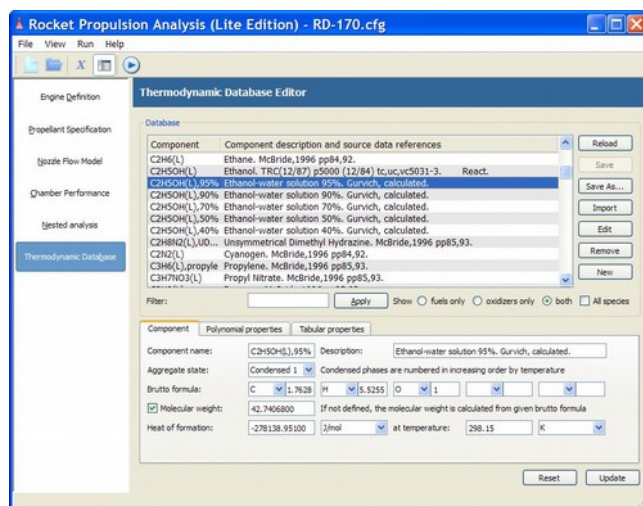 Rocket Propulsion Analysis (Lite Edition) - RD-170.cfg
File View Run Help
Engine Definition
Propellant Specification
Nozzle Flow Model
Chamber Performance
Nested analysis
Thermodynamic Database
Thermodynamic Database Editor
Database
Component Component description and source data references
C2H6(L) Ethane. McBride,1996 pp84,92.
C2H5OH(L) Ethanol. TRC(12/87) p5000 (12/84) tc,uc,vc5031-3. React.
C2H5OH(L),95% Ethanol-water solution 95%. Gurvich, calculated.
C2H5OH(L),90% Ethanol-water solution 90%. Gurvich, calculated.
C2H5OH(L),70% Ethanol-water solution 70%. Gurvich, calculated.
C2H5OH(L),50% Ethanol-water solution 50%. Gurvich, calculated.
C2H5OH(L),40% Ethanol-water solution 40%. Gurvich, calculated.
C2H8N2(L),UD... Unsymmetrical Dimethyl Hydrazine. McBride,1996 pp85,93.
C2N2(L) Cyanogen. McBride,1996 pp84,92.
C3H6(L),propyle Propylene. McBride,1996 pp85,93.
C3H7NO3(L) Propyl Nitrate. McBride,1996 pp85,93.
Reload
Save
Save As...
Import
Edit
Remove
New
Filter: Apply Show fuels only oxidizers only both All species
Component Polynomial properties Tabular properties
Component name: C2H5OH(L),95% Description: Ethanol-water solution 95%. Gurvich, calculated.
Aggregate state: Condensed 1 Condensed phases are numbered in increasing order by temperature
Brutto formula: C 1.7628 H 5.5255 O 1
Molecular weight: 42.7406800 If not defined, the molecular weight is calculated from given brutto formula
Heat of formation: -278138.95100 J/mol at temperature: 298.15 K
Reset Update